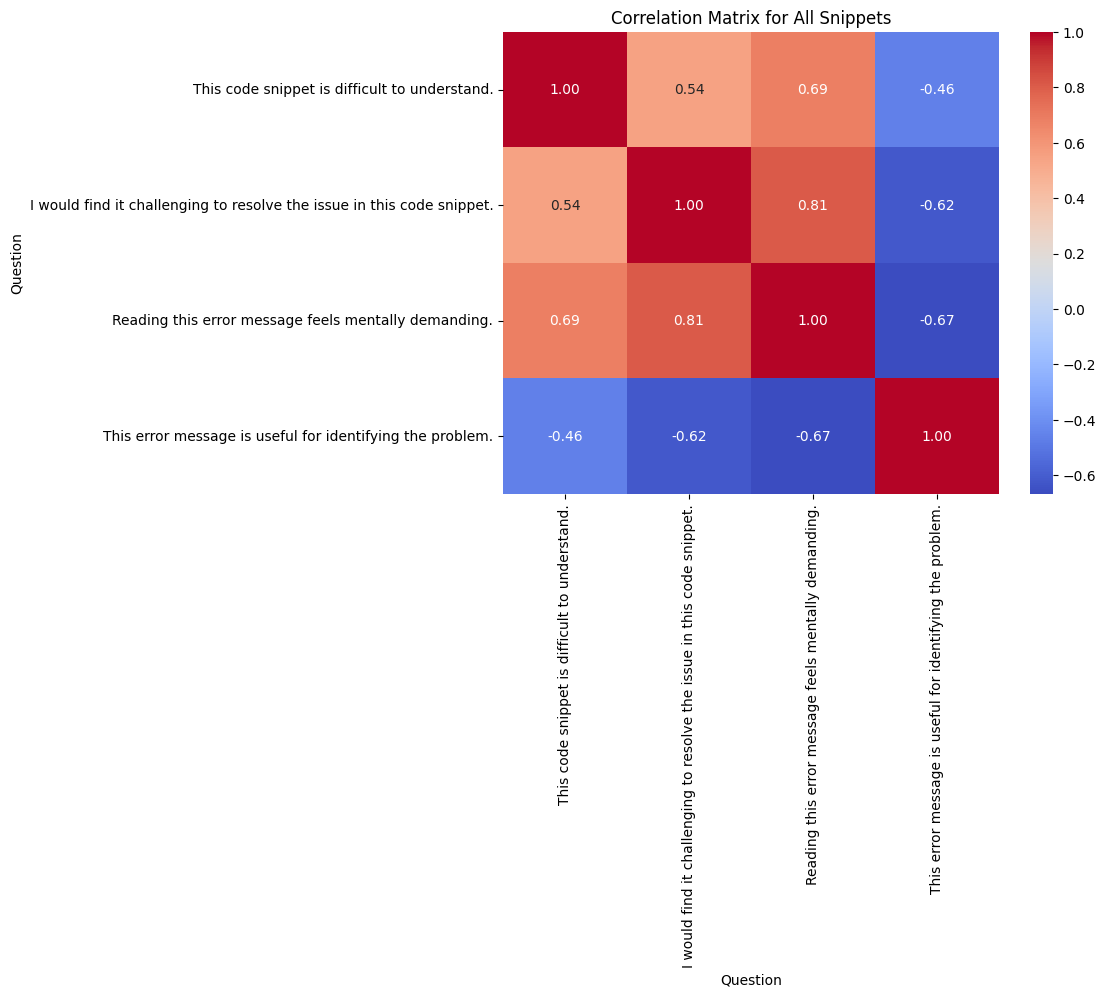 Correlation Matrix for All Snippets
This code snippet is difficult to understand.
1.00 0.54 0.69 -0.46
I would find it challenging to resolve the issue in this code snippet.
0.54 1.00 0.81 -0.62
Reading this error message feels mentally demanding.
0.69 0.81 1.00 -0.67
This error message is useful for identifying the problem.
-0.46 -0.62 -0.67 1.00
Question
1.0
0.8
0.6
0.4
0.2
0.0
−0.2
−0.4
−0.6
This code snippet is difficult to understand.
I would find it challenging to resolve the issue in this code snippet.
Reading this error message feels mentally demanding.
This error message is useful for identifying the problem.
Question